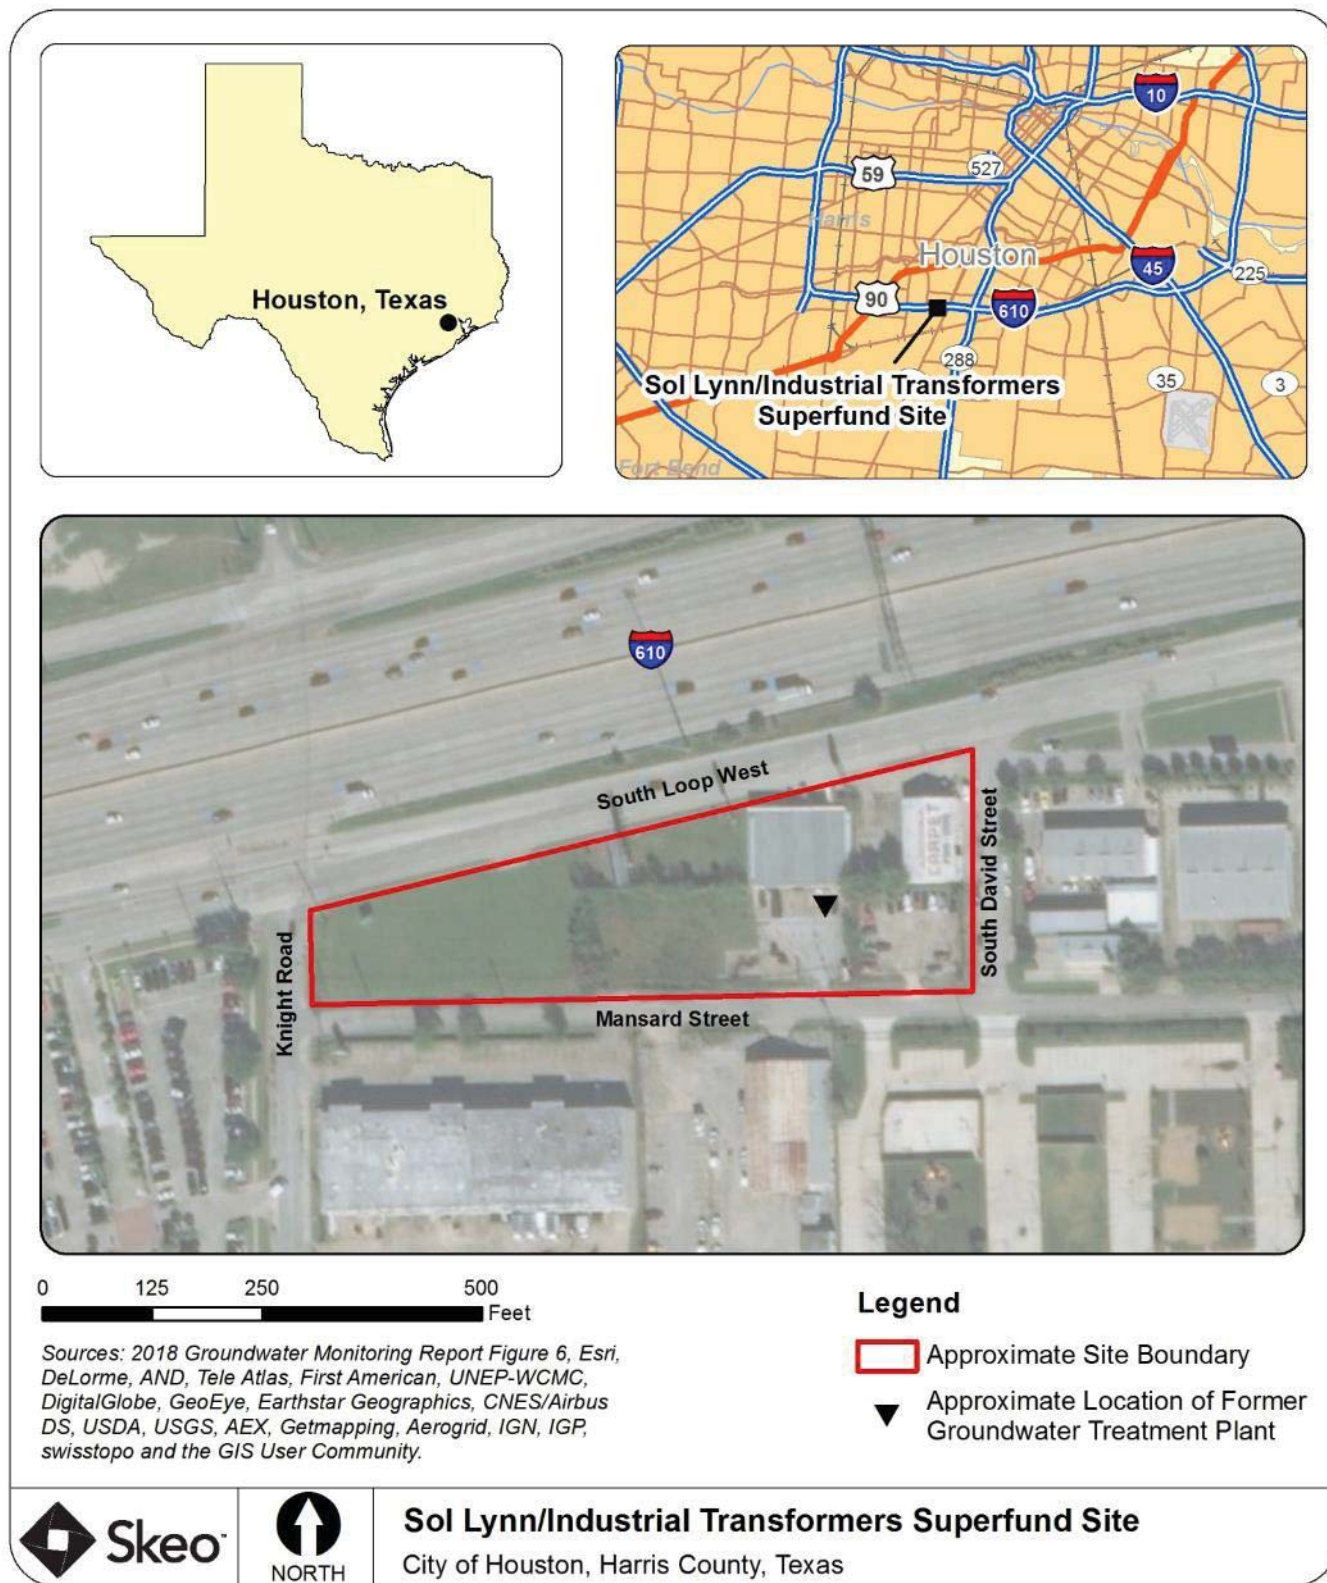 Houston, Texas
10
59
527
Harris
Houston
45
225
90
610
288
Sol Lynn/Industrial Transformers
Superfund Site
35
3
Fort Bend
610
South Loop West
CARPET
Knight Road
South David Street
Mansard Street
0 125 250 500
Feet
Legend
Approximate Site Boundary
Approximate Location of Former
Groundwater Treatment Plant
Sources: 2018 Groundwater Monitoring Report Figure 6, Esri,
DeLorme, AND, Tele Atlas, First American, UNEP-WCMC,
DigitalGlobe, GeoEye, Earthstar Geographics, CNES/Airbus
DS, USDA, USGS, AEX, Getmapping, Aerogrid, IGN, IGP,
swisstopo and the GIS User Community.
Skeo™
NORTH
Sol Lynn/Industrial Transformers Superfund Site
City of Houston, Harris County, Texas